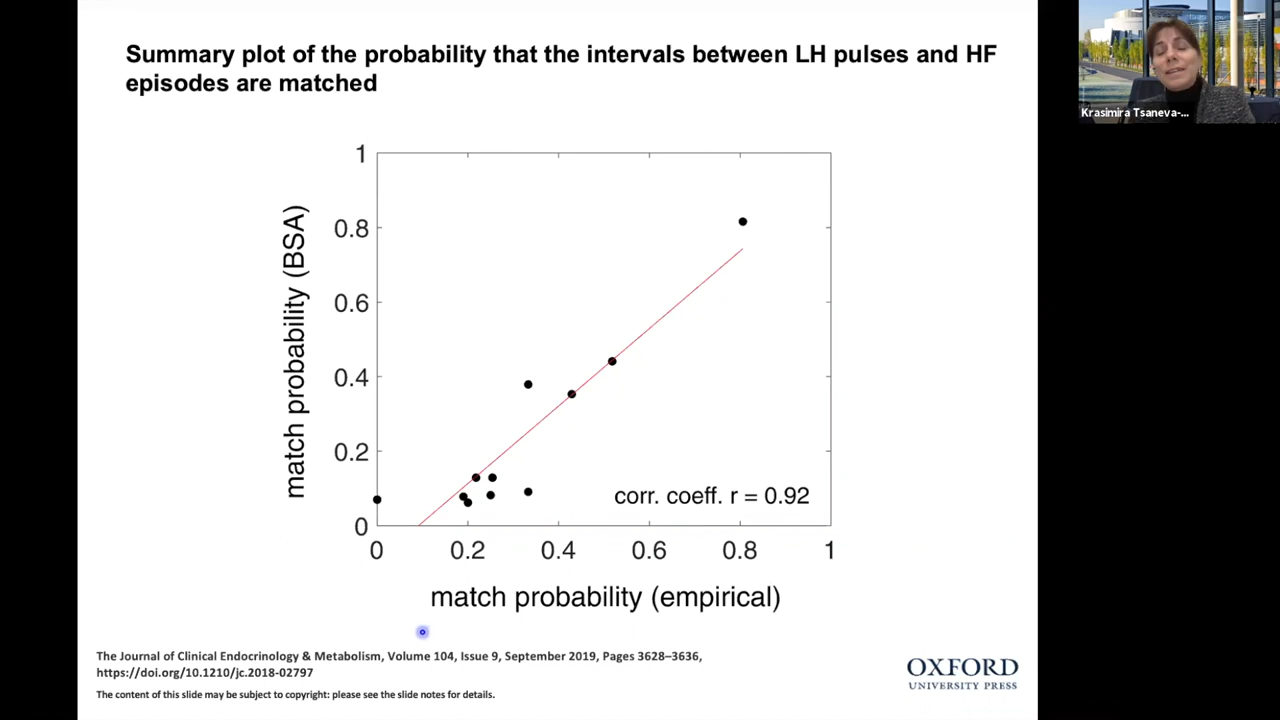 Summary plot of the probability that the intervals between LH pulses and HF
episodes are matched
Krasimira Tsaneva-...
1
0.8
0.6
0.4
0.2
0
match probability (BSA)
corr. coeff. r = 0.92
0 0.2 0.4 0.6 0.8 1
match probability (empirical)
The Journal of Clinical Endocrinology & Metabolism, Volume 104, Issue 9, September 2019, Pages 3628–3636,
https://doi.org/10.1210/jc.2018-02797
The content of this slide may be subject to copyright: please see the slide notes for details.
OXFORD
UNIVERSITY PRESS